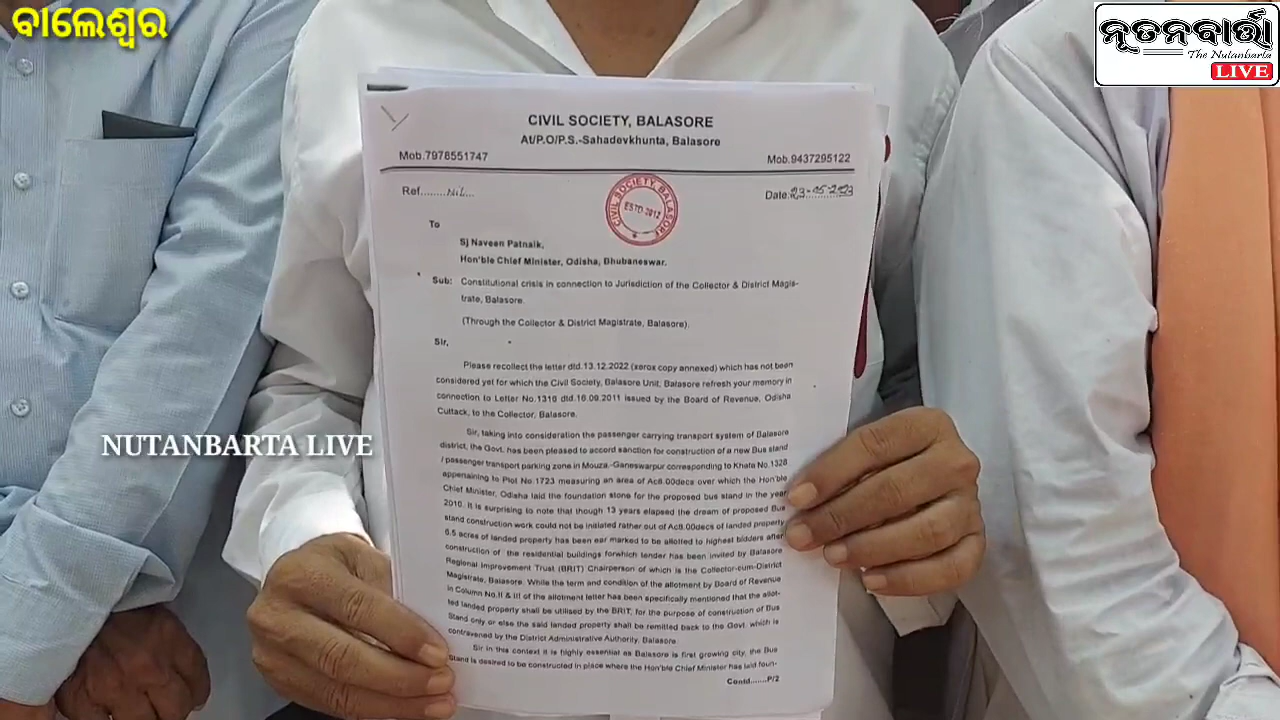 ବାଲେଶ୍ୱର
ନୂତନବାର୍ତ୍ତା
The Nutanbarta
LIVE
CIVIL SOCIETY, BALASORE
At/P.O/P.S.-Sahadevkhunta, Balasore
Mob.7978551747 Mob.9437295122
Ref........NiL... Date:23-05-2023
CIVIL SOCIETY BALASORE
ESTD-2012
To
Sj Naveen Patnaik,
Hon'ble Chief Minister, Odisha, Bhubaneswar.
Sub: Constitutional crisis in connection to Jurisdiction of the Collector & District Magis-
trate, Balasore.
(Through the Collector & District Magistrate, Balasore).
Sir,
Please recollect the letter dtd.13.12.2022 (xerox copy annexed) which has not been
considered yet for which the Civil Society, Balasore Unit, Balasore refresh your memory in
connection to Letter No.1316 dtd.16.09.2011 issued by the Board of Revenue, Odisha
Cuttack, to the Collector, Balasore.
Sir, taking into consideration the passenger carrying transport system of Balasore
district, the Govt. has been pleased to accord sanction for construction of a new Bus stand
/ passenger transport parking zone in Mouza.-Ganeswarpur corresponding to Khata No.1328
appertaining to Plot No.1723 measuring an area of Ac8.00decs over which the Hon'ble
Chief Minister, Odisha laid the foundation stone for the proposed bus stand in the year
2010. It is surprising to note that though 13 years elapsed the dream of proposed Bus
stand construction work could not be initiated rather out of Ac8.00decs of landed property
6.5 acres of landed property has been ear marked to be allotted to highest bidders after
construction of the residential buildings forwhich tender has been invited by Balasore
Regional Improvement Trust (BRIT) Chairperson of which is the Collector-cum-District
Magistrate, Balasore. While the term and condition of the allotment by Board of Revenue
in Column No.II & III of the allotment letter has been specifically mentioned that the allot-
ted landed property shall be utilised by the BRIT, for the purpose of construction of Bus
Stand only or else the said landed property shall be remitted back to the Govt. which is
contravened by the District Administrative Authority, Balasore.
Sir in this context it is highly essential as Balasore is first growing city, the Bus
Stand is desired to be constructed in place where the Hon'ble Chief Minister has laid foun-
Contd.......P/2
NUTANBARTA LIVE